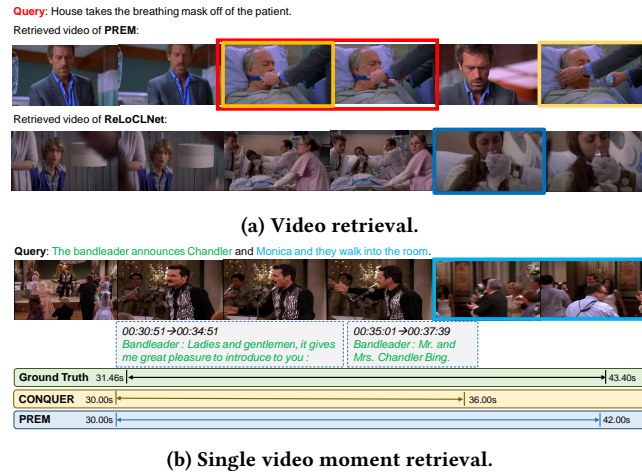 Query: House takes the breathing mask off of the patient.
Retrieved video of PREM:
Retrieved video of ReLoCLNet:
(a) Video retrieval.
Query: The bandleader announces Chandler and Monica and they walk into the room.
00:30:51→00:34:51
Bandleader : Ladies and gentlemen, it gives
me great pleasure to introduce to you :
00:35:01→00:37:39
Bandleader : Mr. and
Mrs. Chandler Bing.
Ground Truth 31.46s 43.40s
CONQUER 30.00s 36.00s
PREM 30.00s 42.00s
(b) Single video moment retrieval.